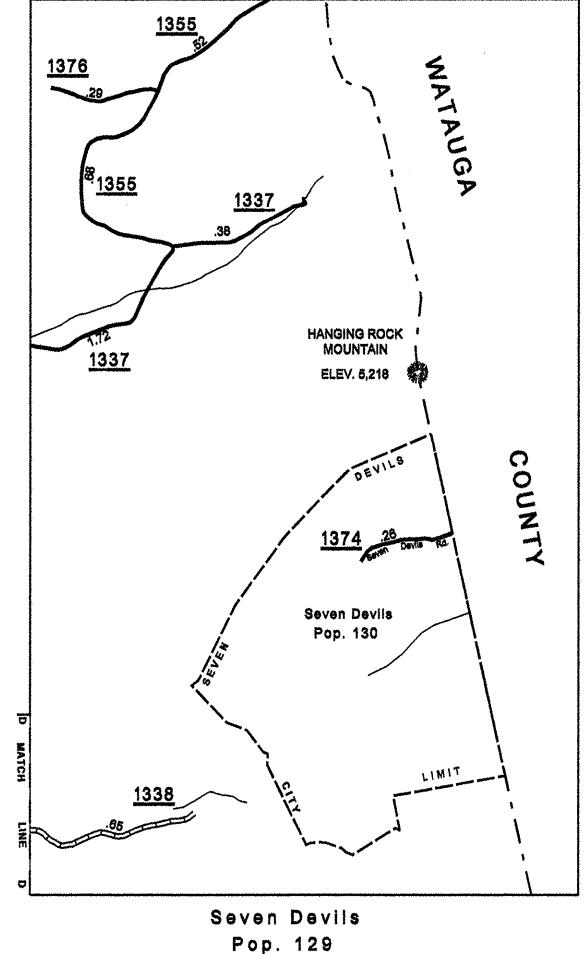 1355
.52
1376
.29
WATAUGA
.68
1355
1337
.38
1.72
1337
HANGING ROCK
MOUNTAIN
ELEV. 5,218
DEVILS
COUNTY
1374
.26
Seven Devils Rd.
Seven Devils
Pop. 130
SEVEN
D MATCH LINE D
1338
.65
CITY
LIMIT
Seven Devils
Pop. 129